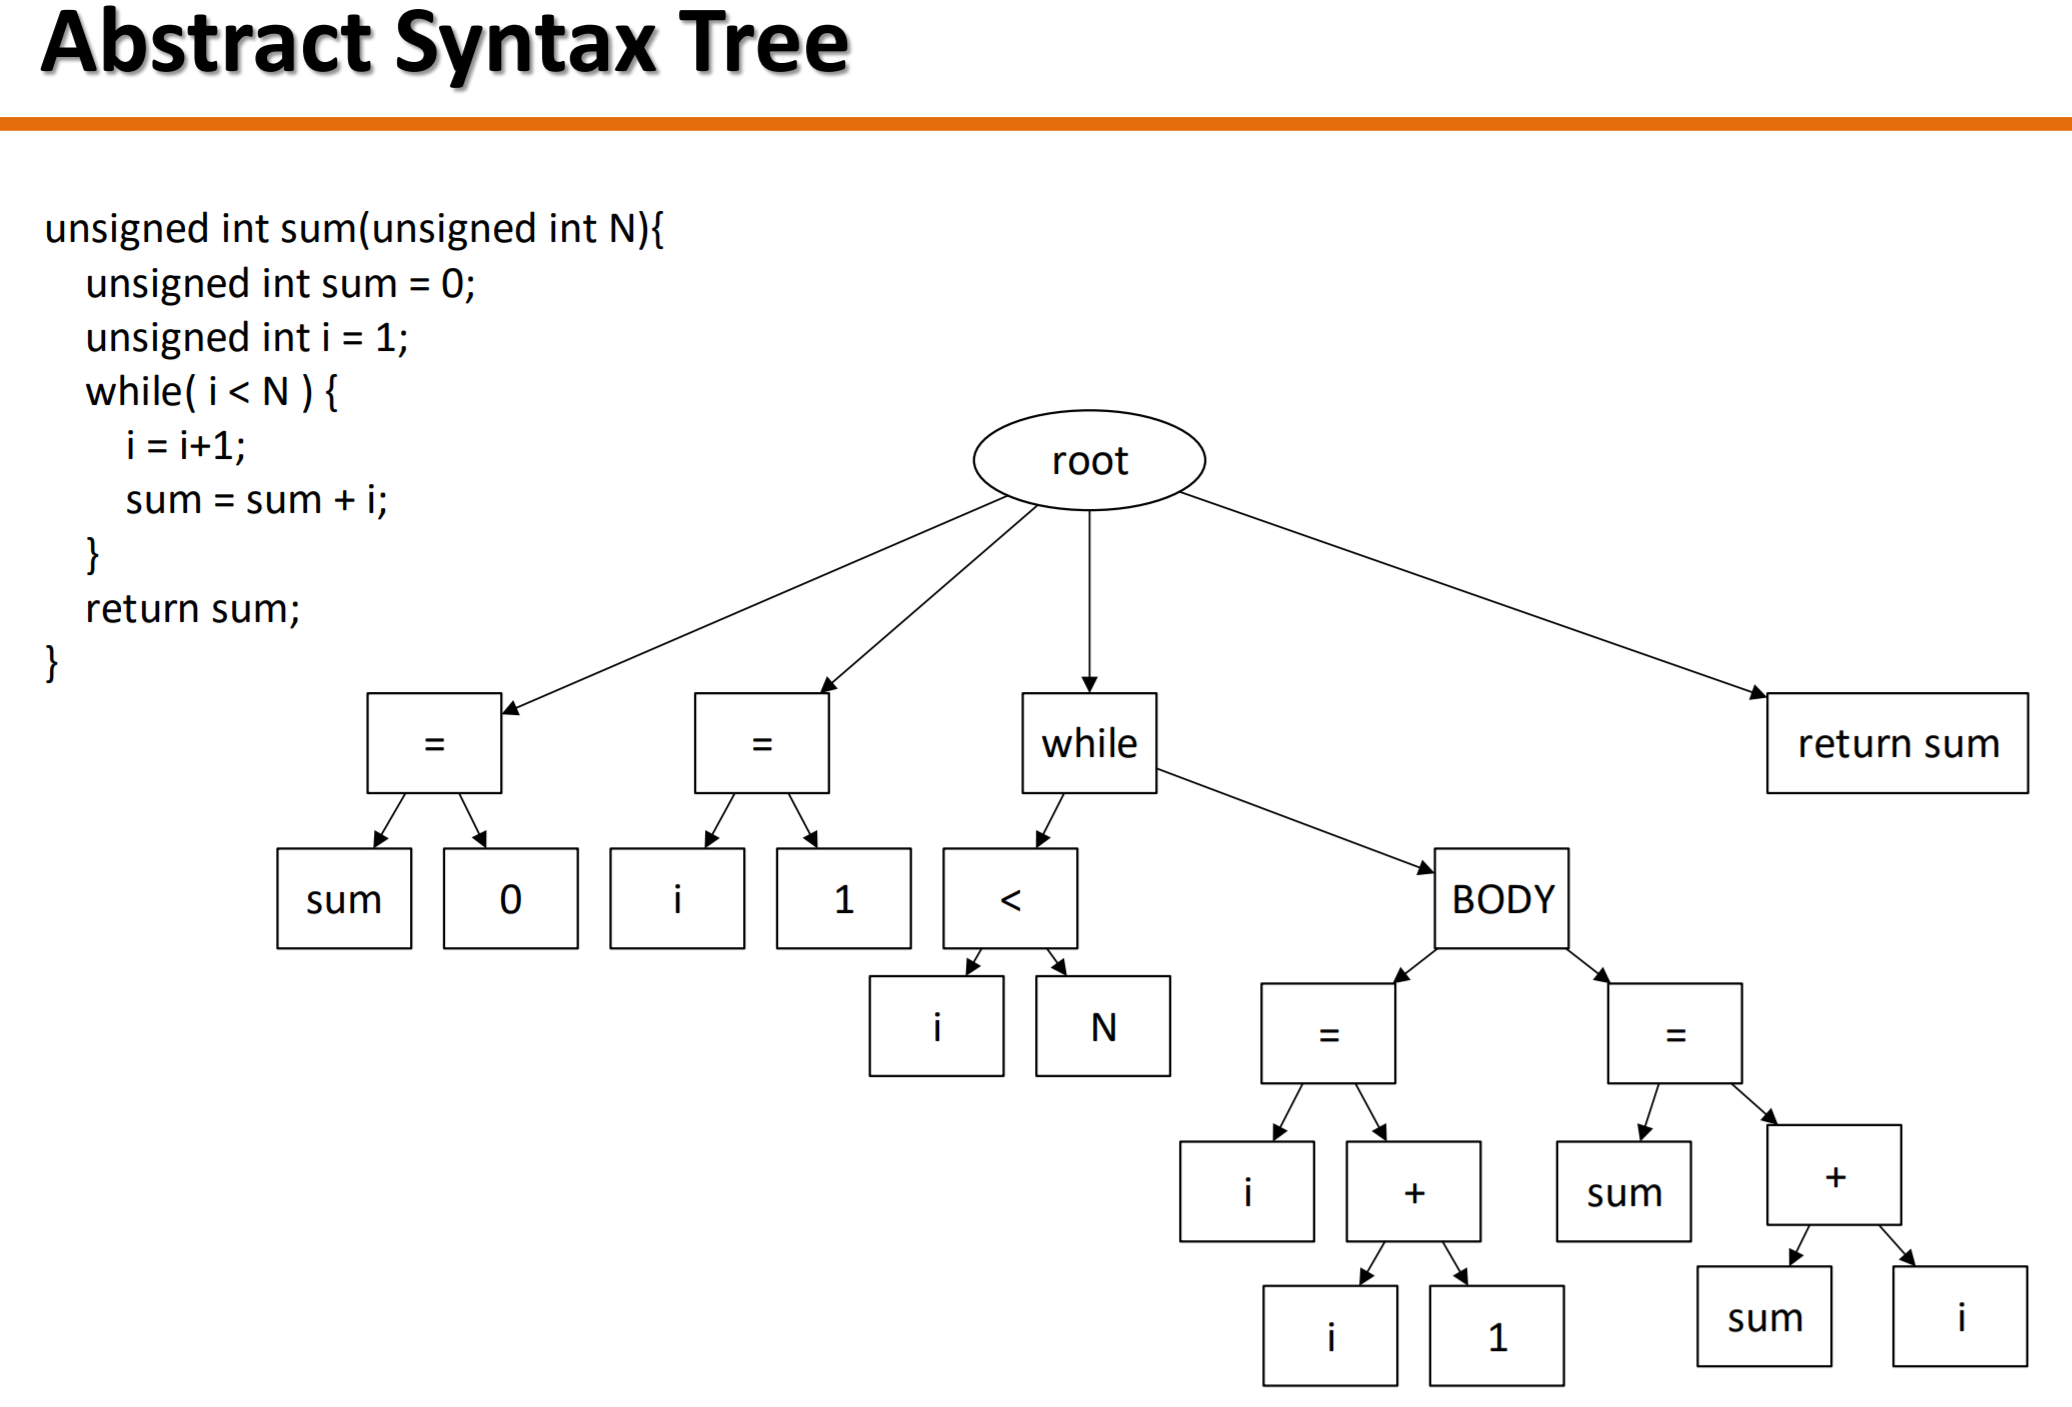 Abstract Syntax Tree
unsigned int sum(unsigned int N){
unsigned int sum = 0;
unsigned int i = 1;
while( i < N ) {
i = i+1;
sum = sum + i;
}
return sum;
}
root
=
=
while
return sum
sum
0
i
1
<
BODY
i
N
=
=
i
+
sum
+
i
1
sum
i